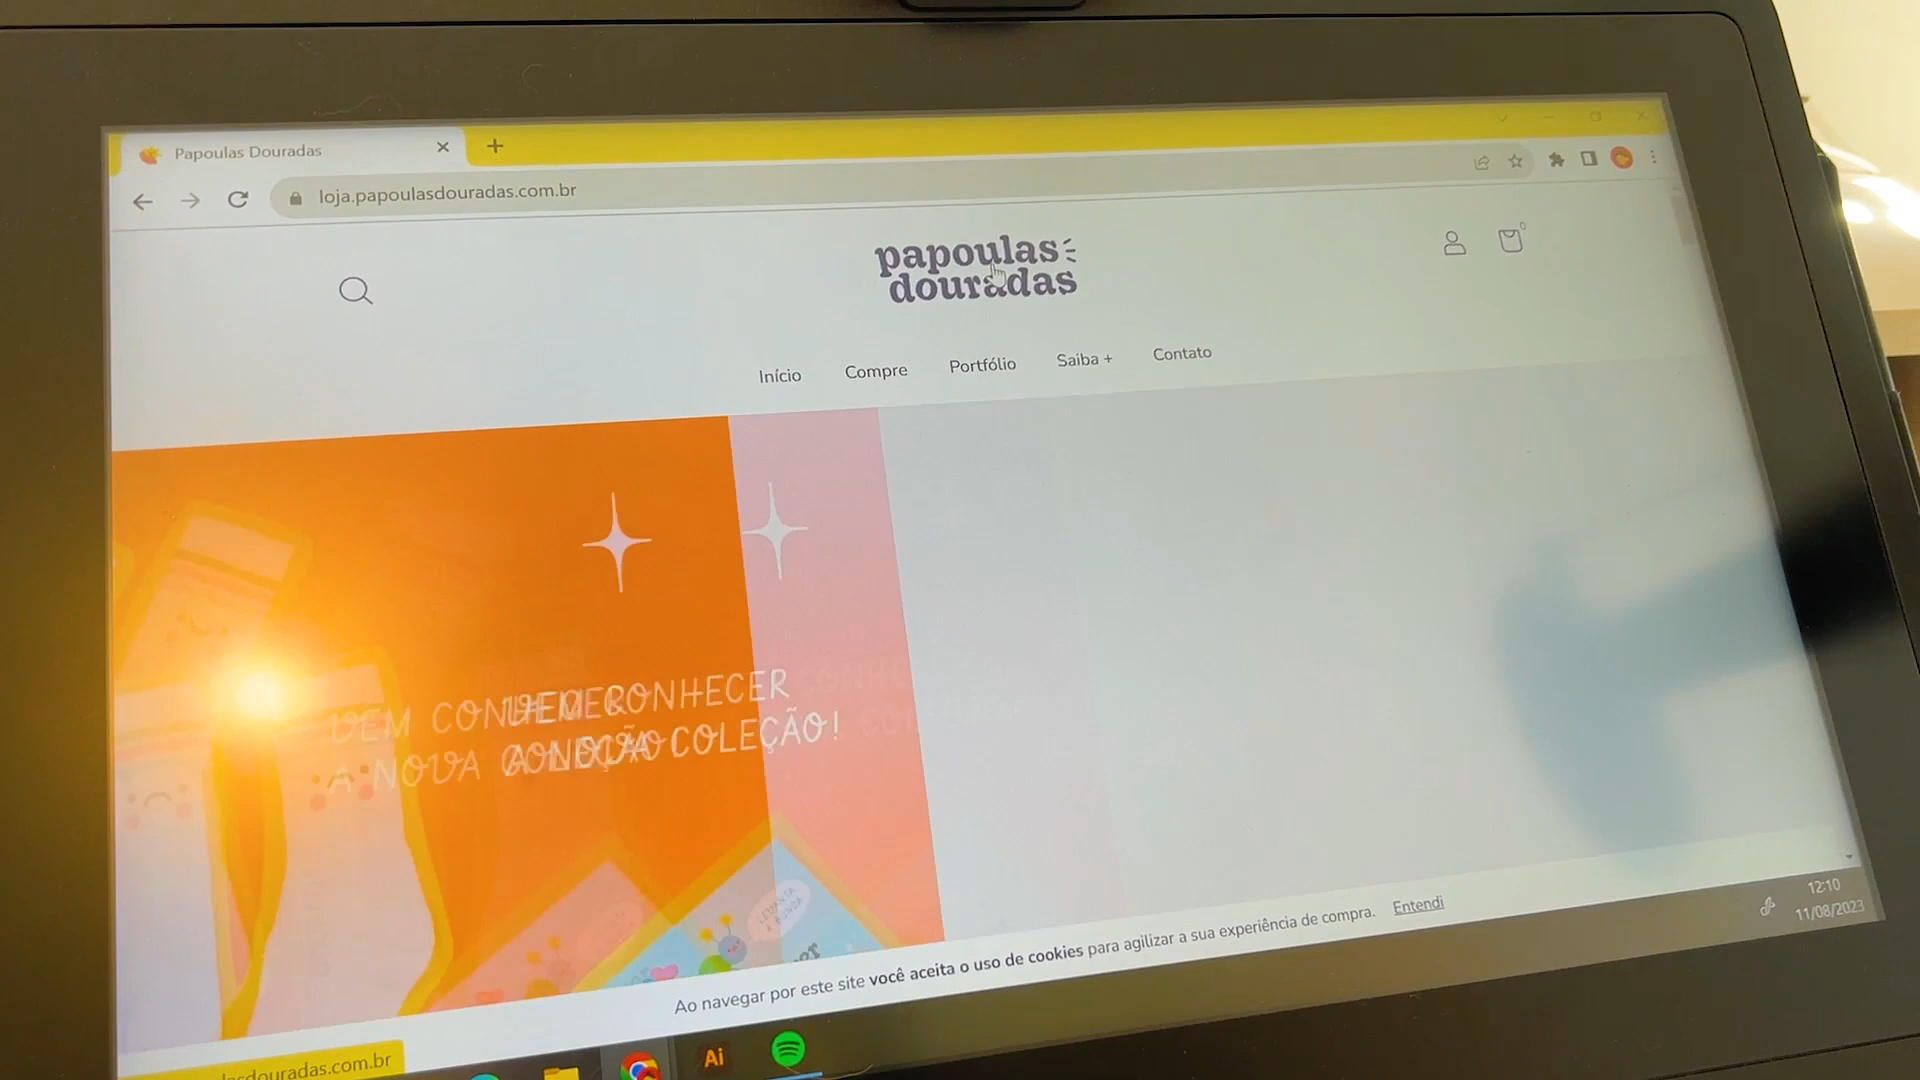 Papoulas Douradas
loja.papoulasdouradas.com.br
papoulas
douradas
0
Início Compre Portfólio Saiba + Contato
VEM CONHECER
A NOVA COLEÇÃO!
Ao navegar por este site você aceita o uso de cookies para agilizar a sua experiência de compra. Entendi
12:10
11/08/2023
Ai